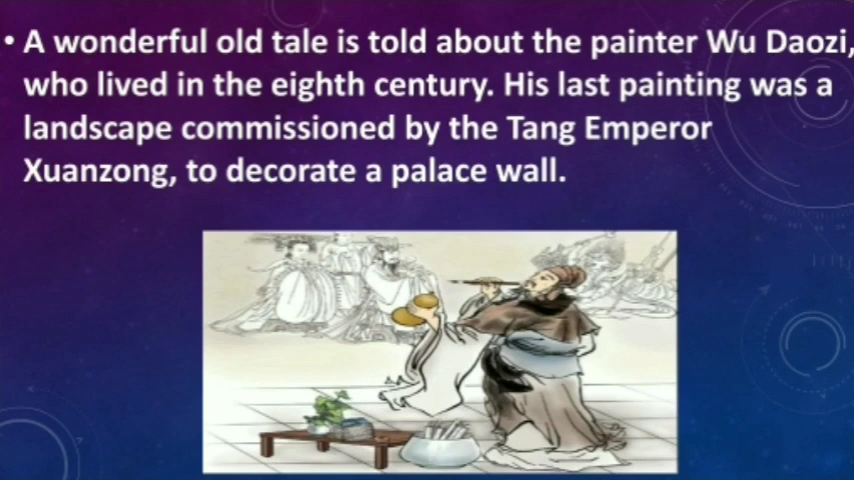 • A wonderful old tale is told about the painter Wu Daozi,
who lived in the eighth century. His last painting was a
landscape commissioned by the Tang Emperor
Xuanzong, to decorate a palace wall.